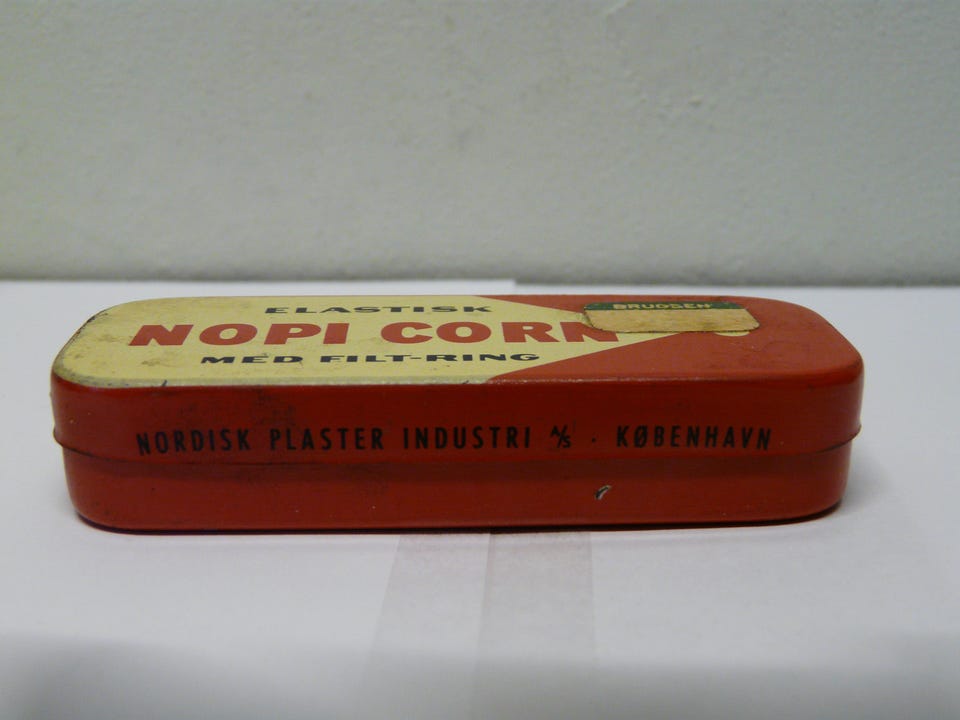 ELASTISK
NOPI CORN
MED FILT-RING
BRUGSEN
NORDISK PLASTER INDUSTRI A/S · KØBENHAVN